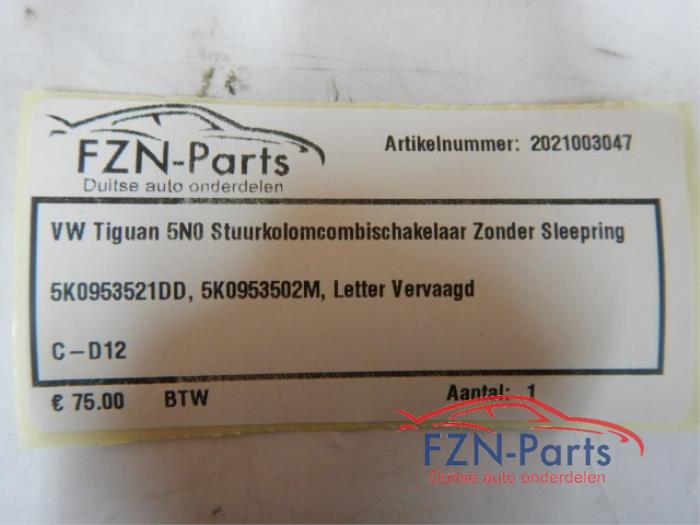 FZN-Parts
Duitse auto onderdelen
Artikelnummer: 2021003047
VW Tiguan 5N0 Stuurkolomcombischakelaar Zonder Sleepring
5K0953521DD, 5K0953502M, Letter Vervaagd
C-D12
€ 75.00 BTW Aantal: 1
FZN-Parts
Duitse auto onderdelen